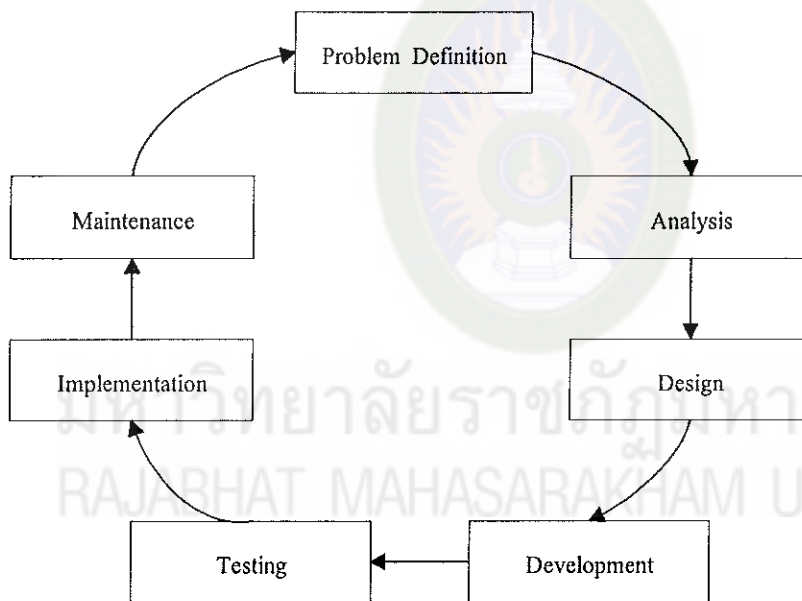 Problem Definition
Maintenance
Analysis
Implementation
Design
มหาวิทยาลัยราชภัฏมหา
RAJABHAT MAHASARAKHAM U
Testing
Development